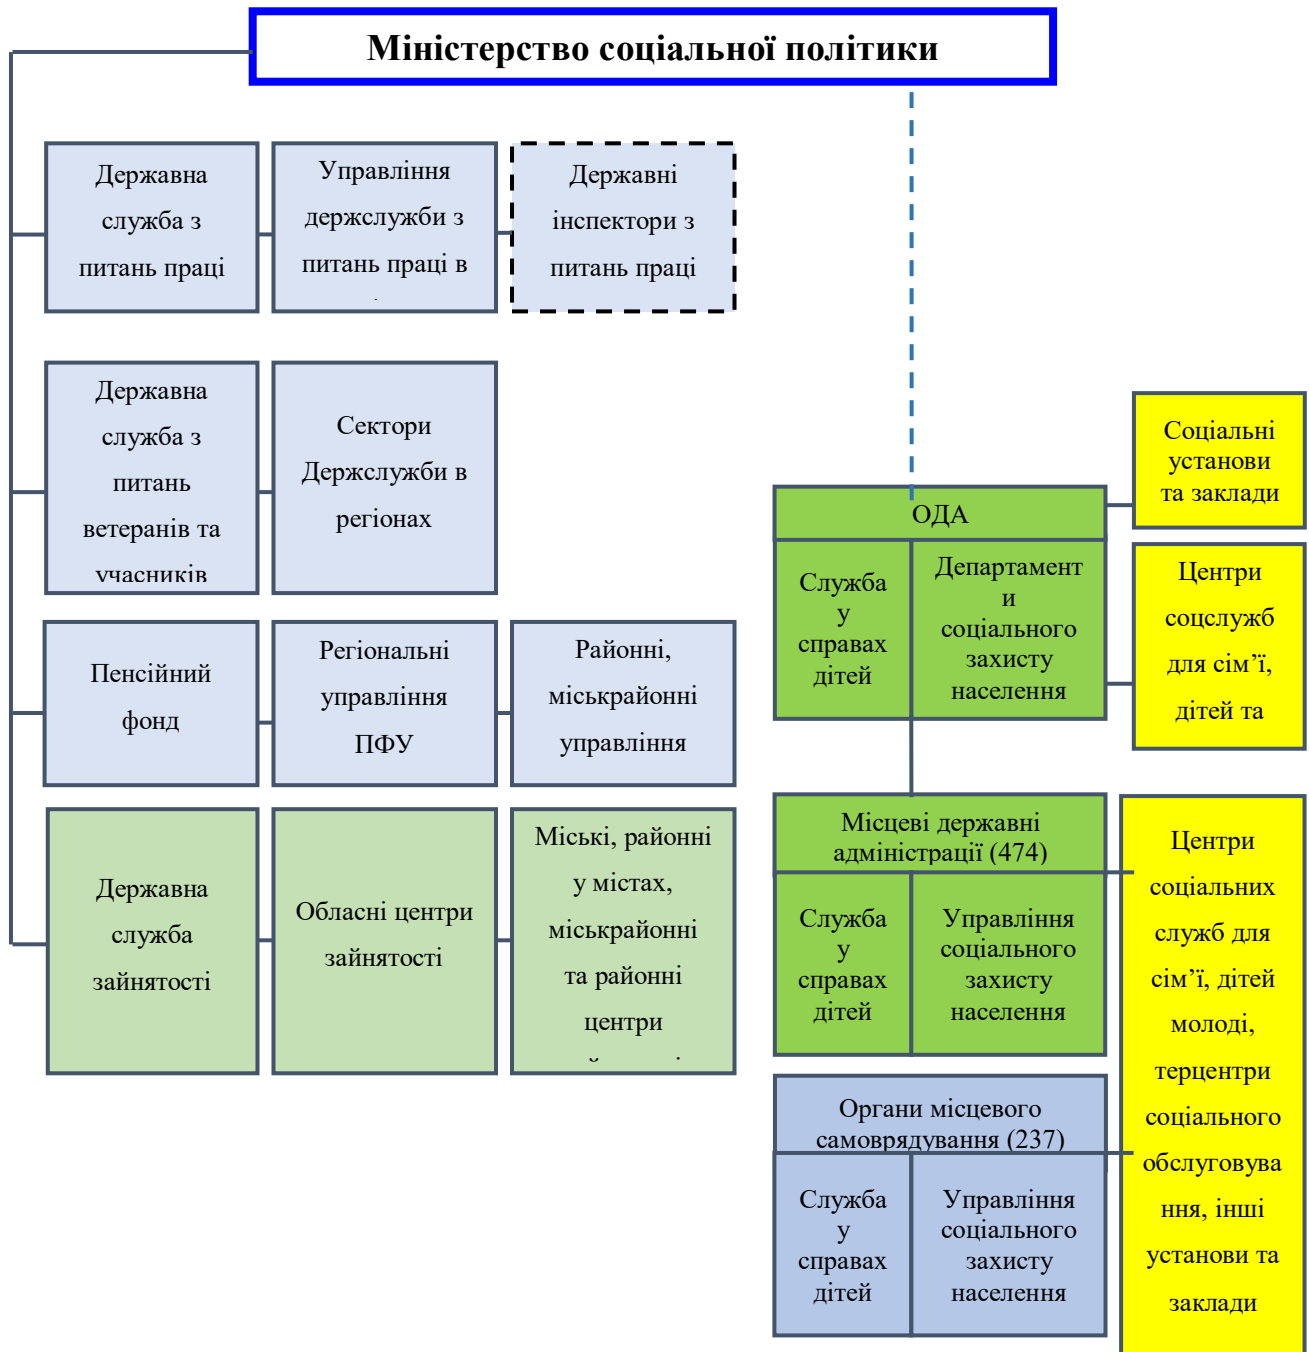 Міністерство соціальної політики
Державна
служба з
питань праці
Управління
держслужби з
питань праці в
Державні
інспектори з
питань праці
Державна
служба з
питань
ветеранів та
учасників
Сектори
Держслужби в
регіонах
Пенсійний
фонд
Регіональні
управління
ПФУ
Районні,
міськрайонні
управління
Державна
служба
зайнятості
Обласні центри
зайнятості
Міські, районні
у містах,
міськрайонні
та районні
центри
ОДА
Служба
у
справах
дітей
Департамент
и
соціального
захисту
населення
Соціальні
установи
та заклади
Центри
соцслужб
для сім’ї,
дітей та
Місцеві державні
адміністрації (474)
Служба
у
справах
дітей
Управління
соціального
захисту
населення
Органи місцевого
самоврядування (237)
Служба
у
справах
дітей
Управління
соціального
захисту
населення
Центри
соціальних
служб для
сім’ї, дітей
молоді,
терцентри
соціального
обслуговува
ння, інші
установи та
заклади